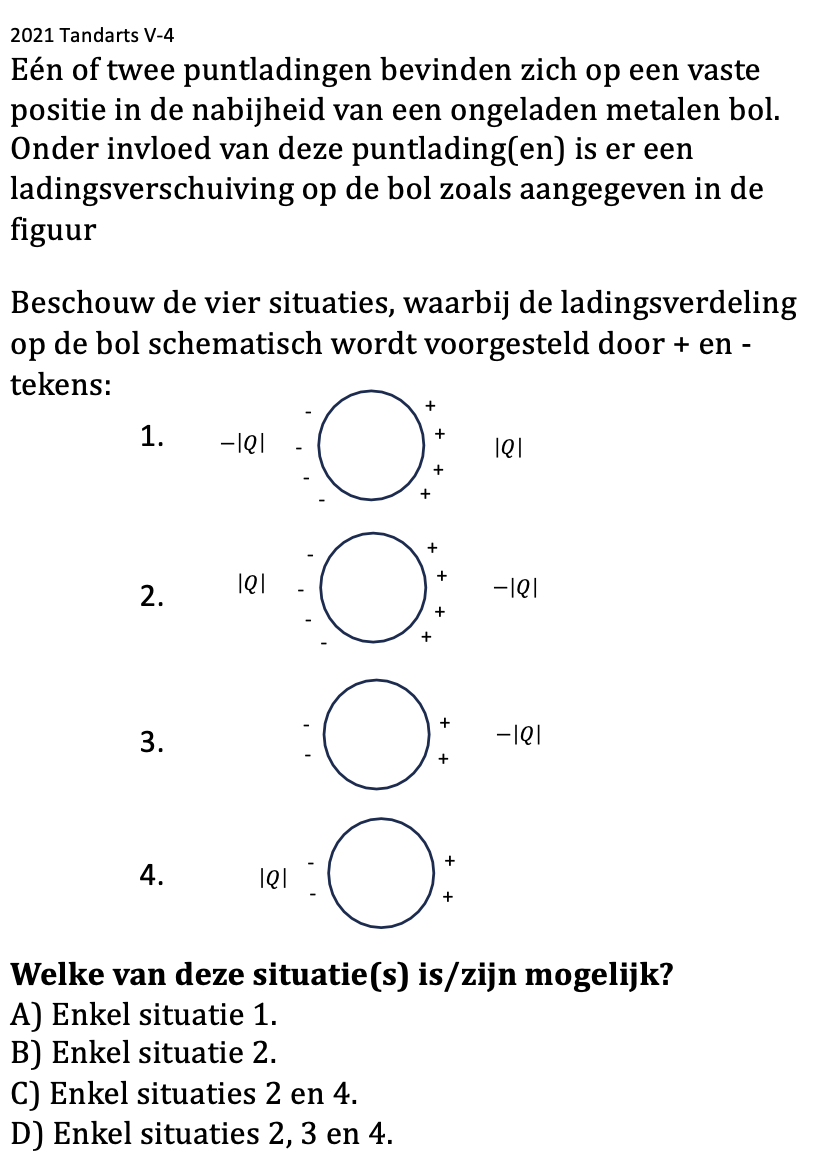 2021 Tandarts V-4
Eén of twee puntladingen bevinden zich op een vaste
positie in de nabijheid van een ongeladen metalen bol.
Onder invloed van deze puntlading(en) is er een
ladingsverschuiving op de bol zoals aangegeven in de
figuur
Beschouw de vier situaties, waarbij de ladingsverdeling
op de bol schematisch wordt voorgesteld door + en -
tekens:
- +
1. −|Q| - + |Q|
- +
- +
- +
2. |Q| - + −|Q|
- +
- +
- +
3. −|Q|
- +
- +
4. |Q|
- +
Welke van deze situatie(s) is/zijn mogelijk?
A) Enkel situatie 1.
B) Enkel situatie 2.
C) Enkel situaties 2 en 4.
D) Enkel situaties 2, 3 en 4.